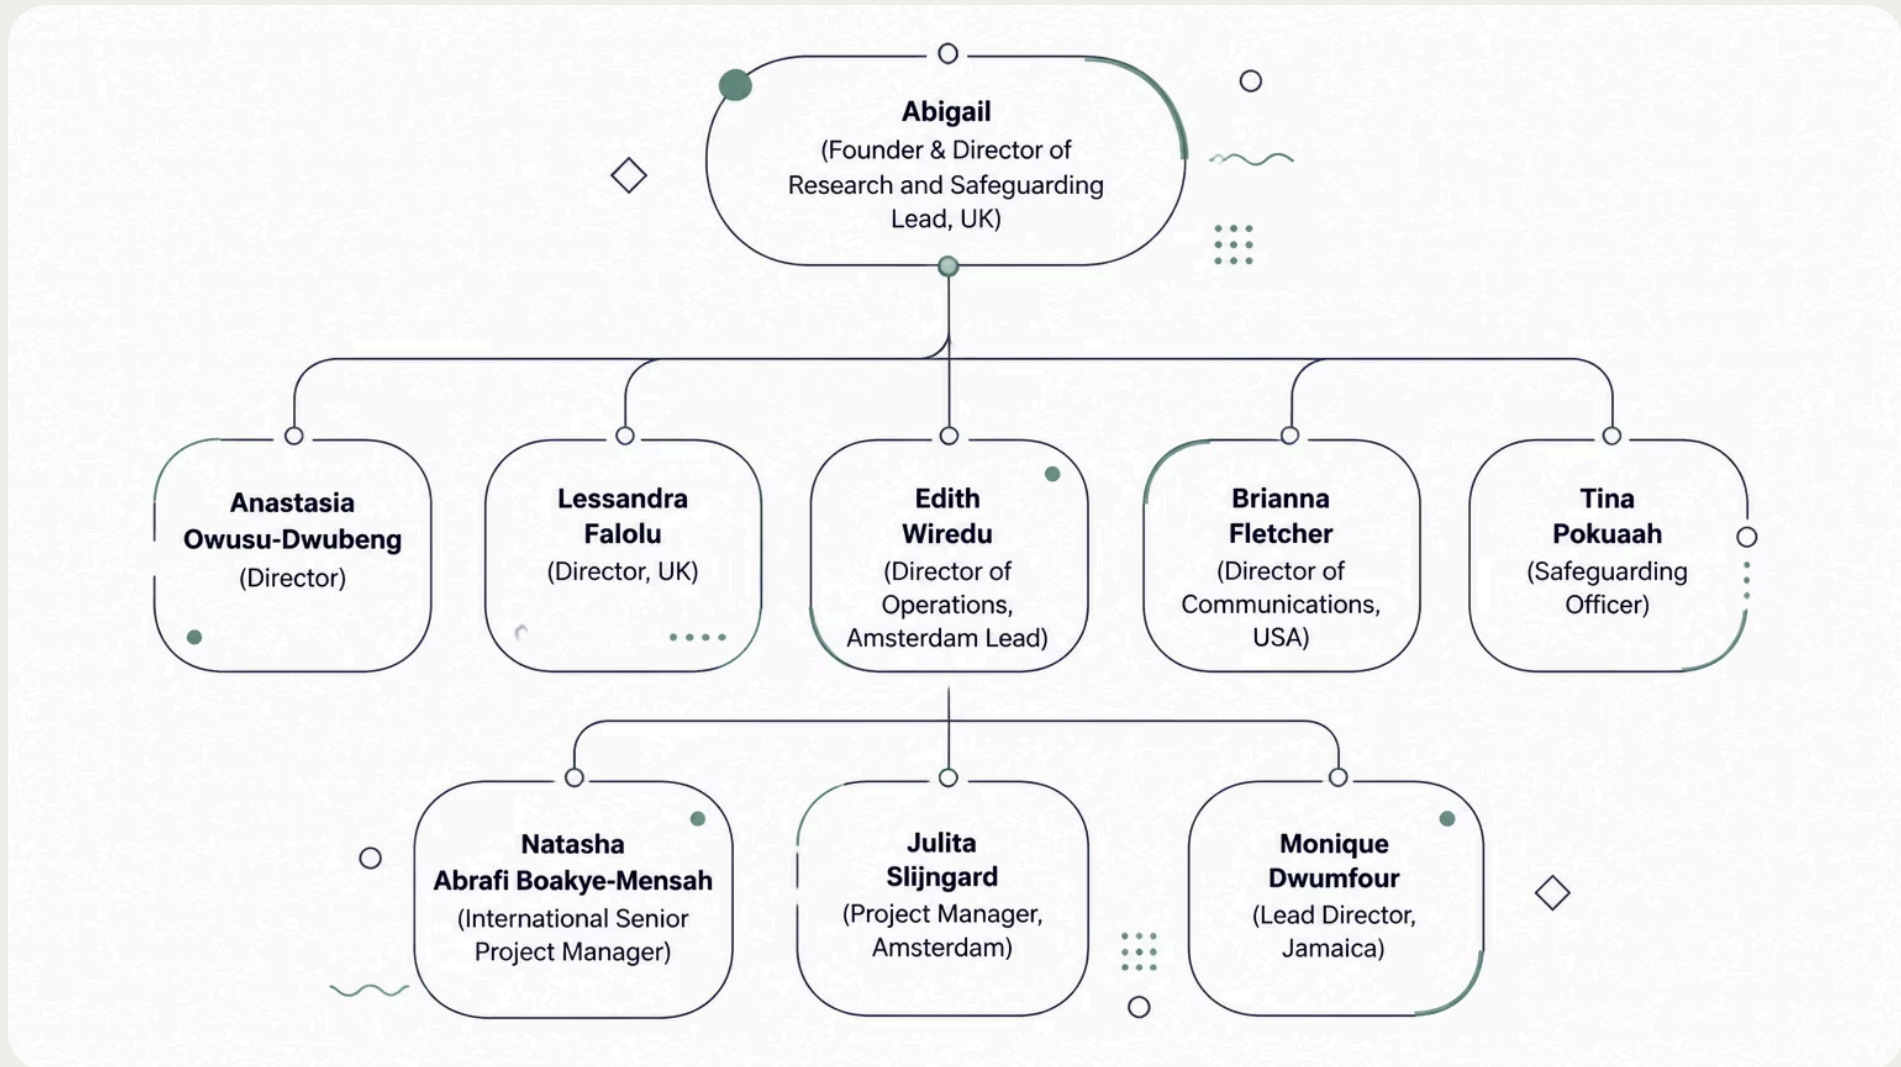 Abigail
(Founder & Director of
Research and Safeguarding
Lead, UK)
Anastasia
Owusu-Dwubeng
(Director)
Lessandra
Falolu
(Director, UK)
Edith
Wiredu
(Director of
Operations,
Amsterdam Lead)
Brianna
Fletcher
(Director of
Communications,
USA)
Tina
Pokuaah
(Safeguarding
Officer)
Natasha
Abrafi Boakye-Mensah
(International Senior
Project Manager)
Julita
Slijngard
(Project Manager,
Amsterdam)
Monique
Dwumfour
(Lead Director,
Jamaica)